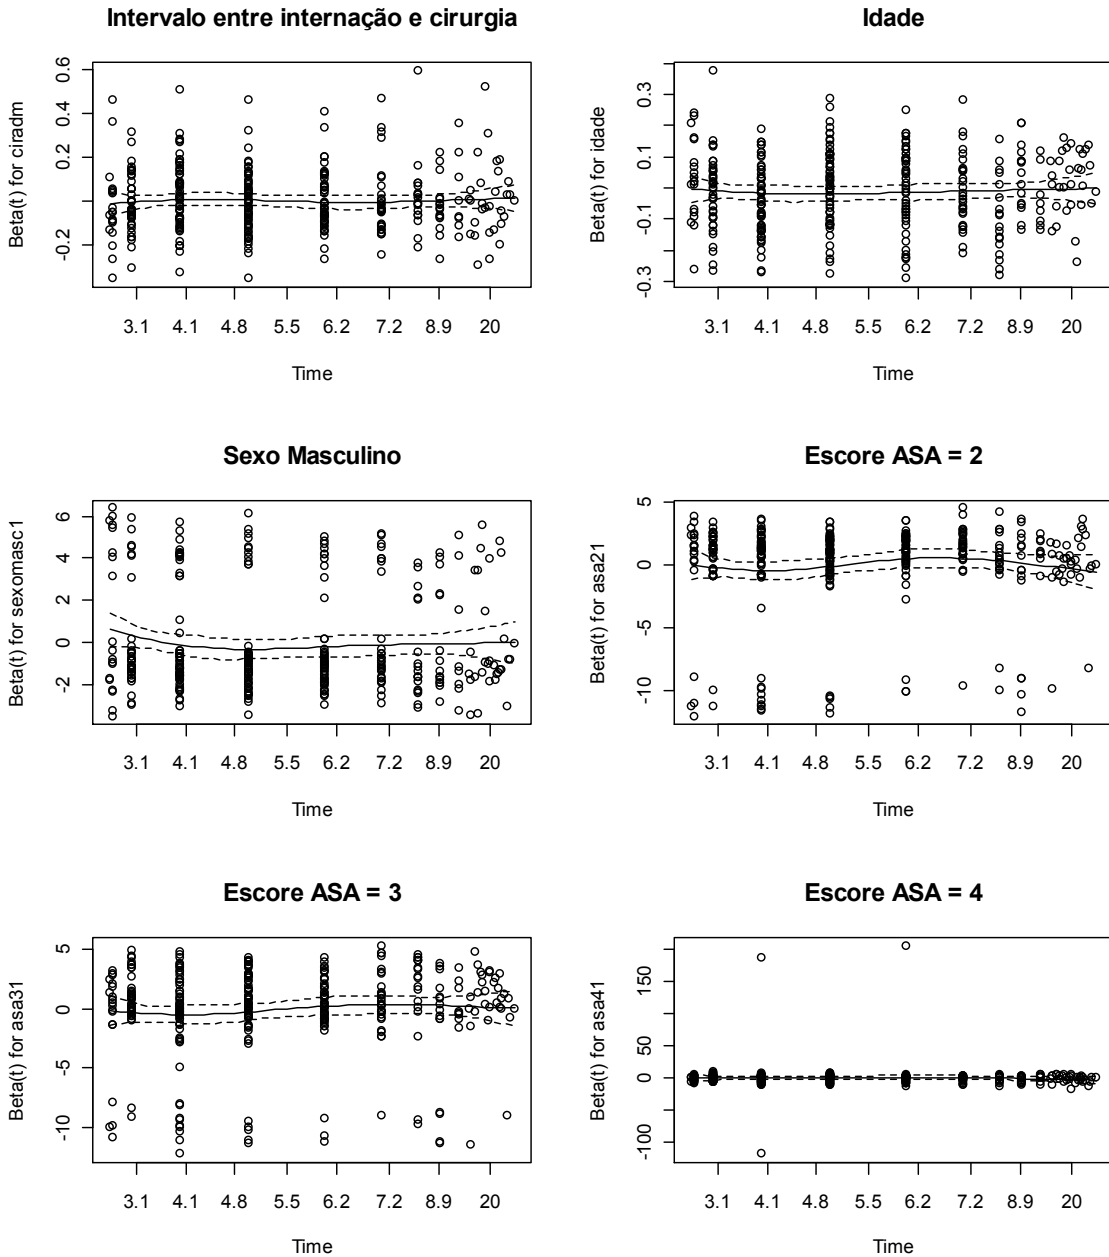 Intervalo entre internação e cirurgia
Beta(t) for ciradm
0.6
0.4
0.2
-0.2
3.1 4.1 4.8 5.5 6.2 7.2 8.9 20
Time
Idade
Beta(t) for idade
0.3
0.1
-0.1
-0.3
3.1 4.1 4.8 5.5 6.2 7.2 8.9 20
Time
Sexo Masculino
Beta(t) for sexomasc1
6
4
2
0
-2
3.1 4.1 4.8 5.5 6.2 7.2 8.9 20
Time
Escore ASA = 2
Beta(t) for asa21
5
0
-5
-10
3.1 4.1 4.8 5.5 6.2 7.2 8.9 20
Time
Escore ASA = 3
Beta(t) for asa31
5
0
-5
-10
3.1 4.1 4.8 5.5 6.2 7.2 8.9 20
Time
Escore ASA = 4
Beta(t) for asa41
150
50
0
-100
3.1 4.1 4.8 5.5 6.2 7.2 8.9 20
Time